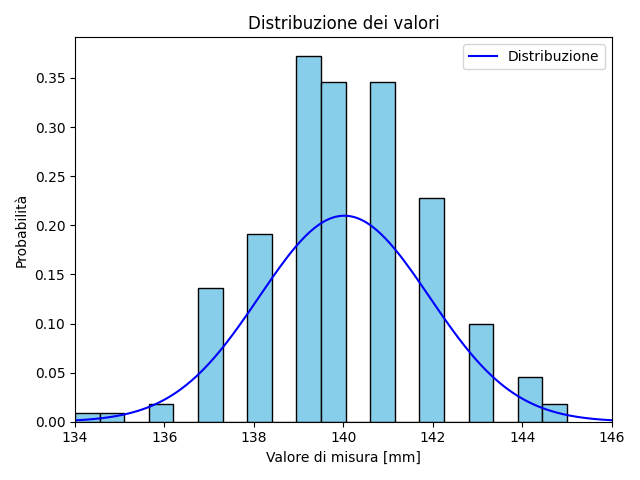 Distribuzione dei valori
Distribuzione
Probabilità
0.35
0.30
0.25
0.20
0.15
0.10
0.05
0.00
134 136 138 140 142 144 146
Valore di misura [mm]